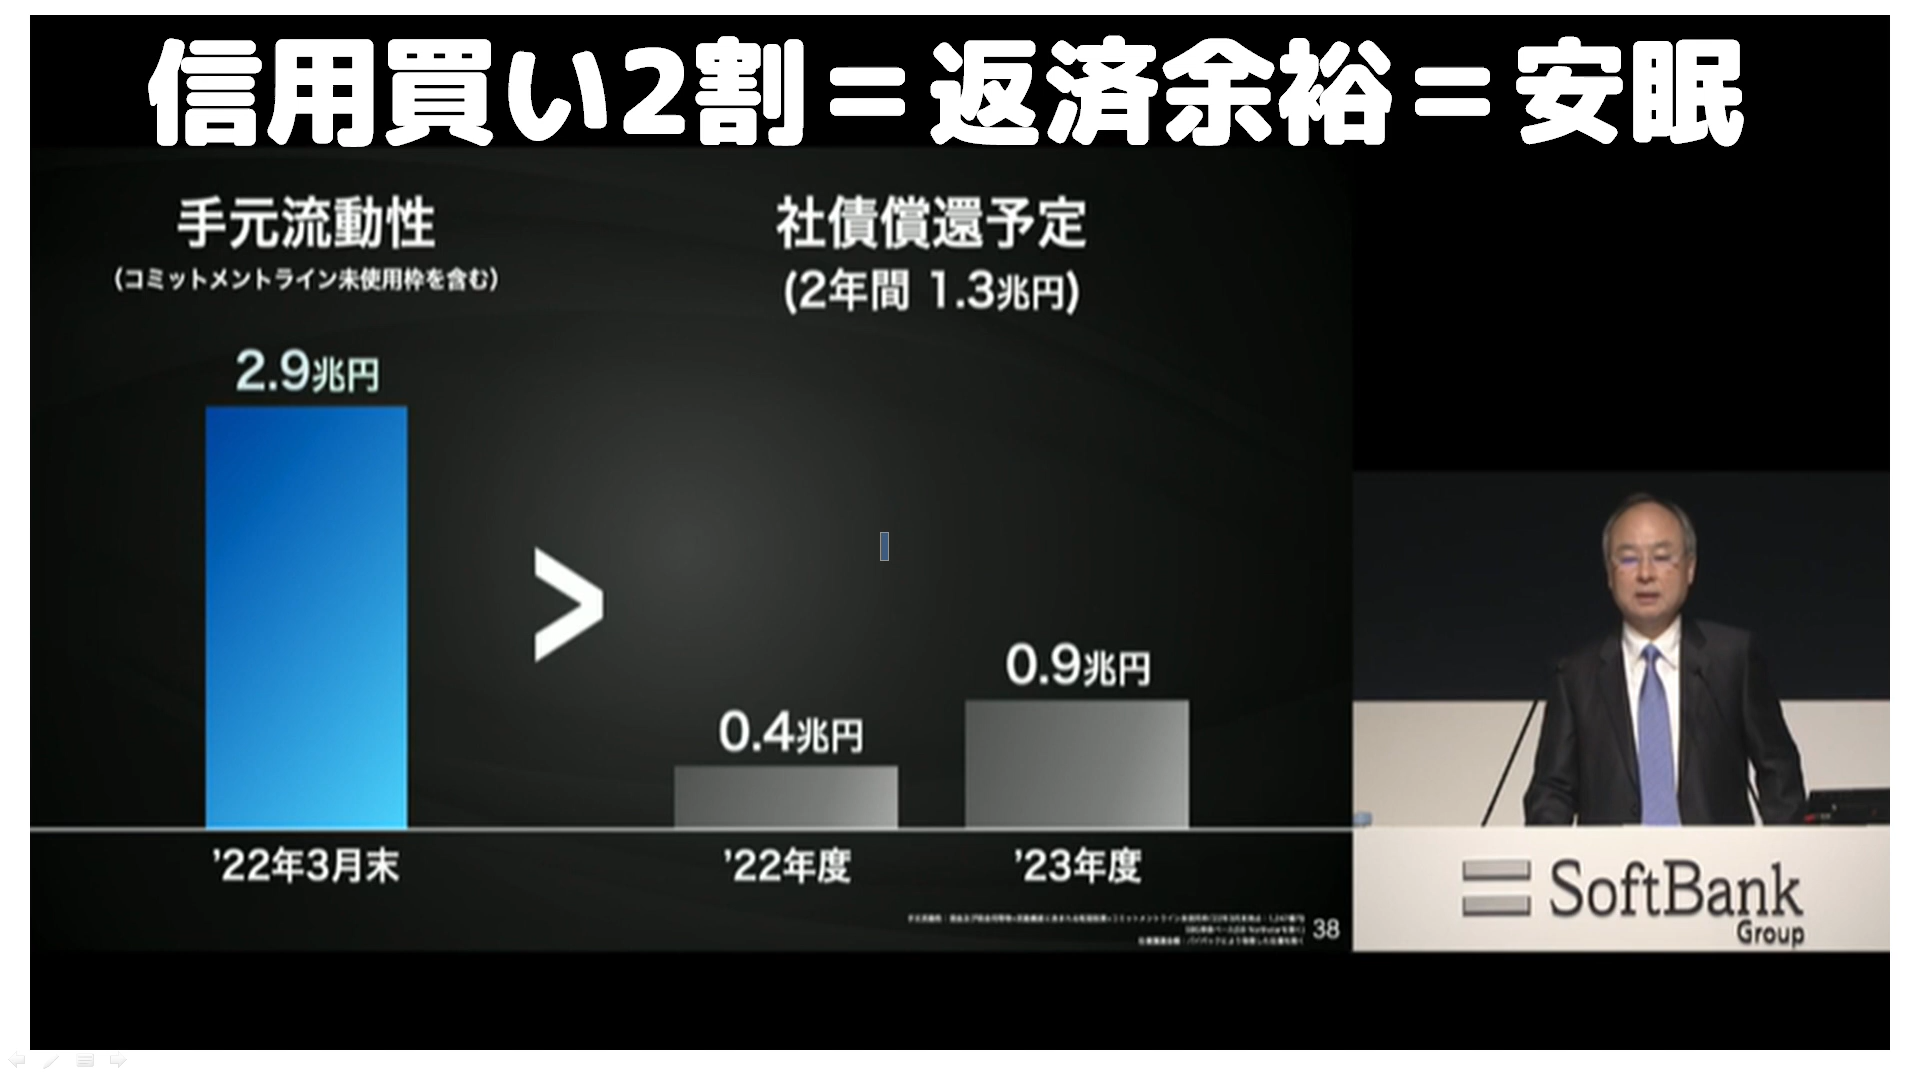 信用買い2割＝返済余裕＝安眠
手元流動性
(コミットメントライン未使用枠を含む)
2.9兆円
'22年3月末
>
社債償還予定
(2年間 1.3兆円)
0.4兆円
'22年度
0.9兆円
'23年度
38
SoftBank
Group